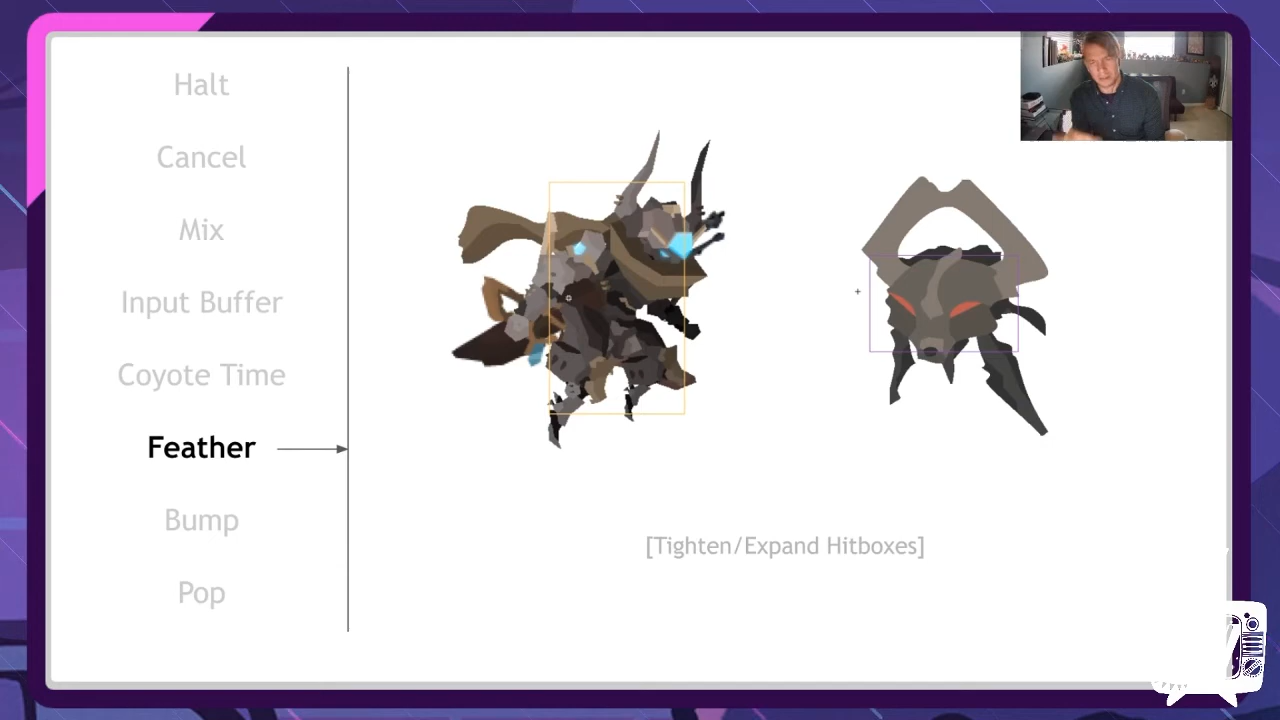 Halt
Cancel
Mix
Input Buffer
Coyote Time
Feather
Bump
Pop
[Tighten/Expand Hitboxes]